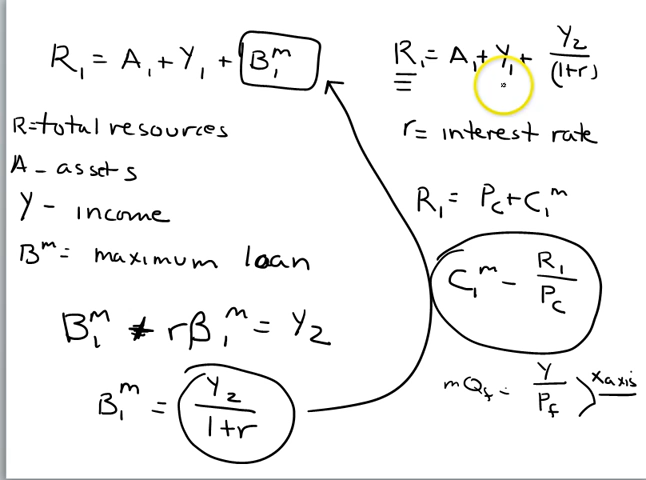 R₁ = A₁ + Y₁ + B₁ᵐ
R=total resources
A - assets
Y - income
Bᵐ = maximum loan
B₁ᵐ + rB₁ᵐ = Y₂
B₁ᵐ = Y₂ / 1+r
R₁ = A₁ + Y₁ + Y₂ / (1+r)
r = interest rate
R₁ = Pc + C₁ᵐ
C₁ᵐ - R₁ / Pc
mQf = Y / Pf > x axis